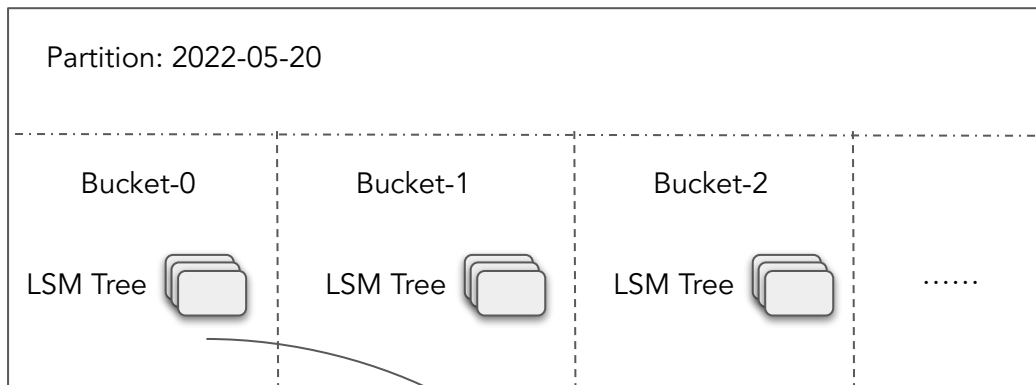 Partition: 2022-05-20
Bucket-0
Bucket-1
Bucket-2
LSM Tree
LSM Tree
LSM Tree
......